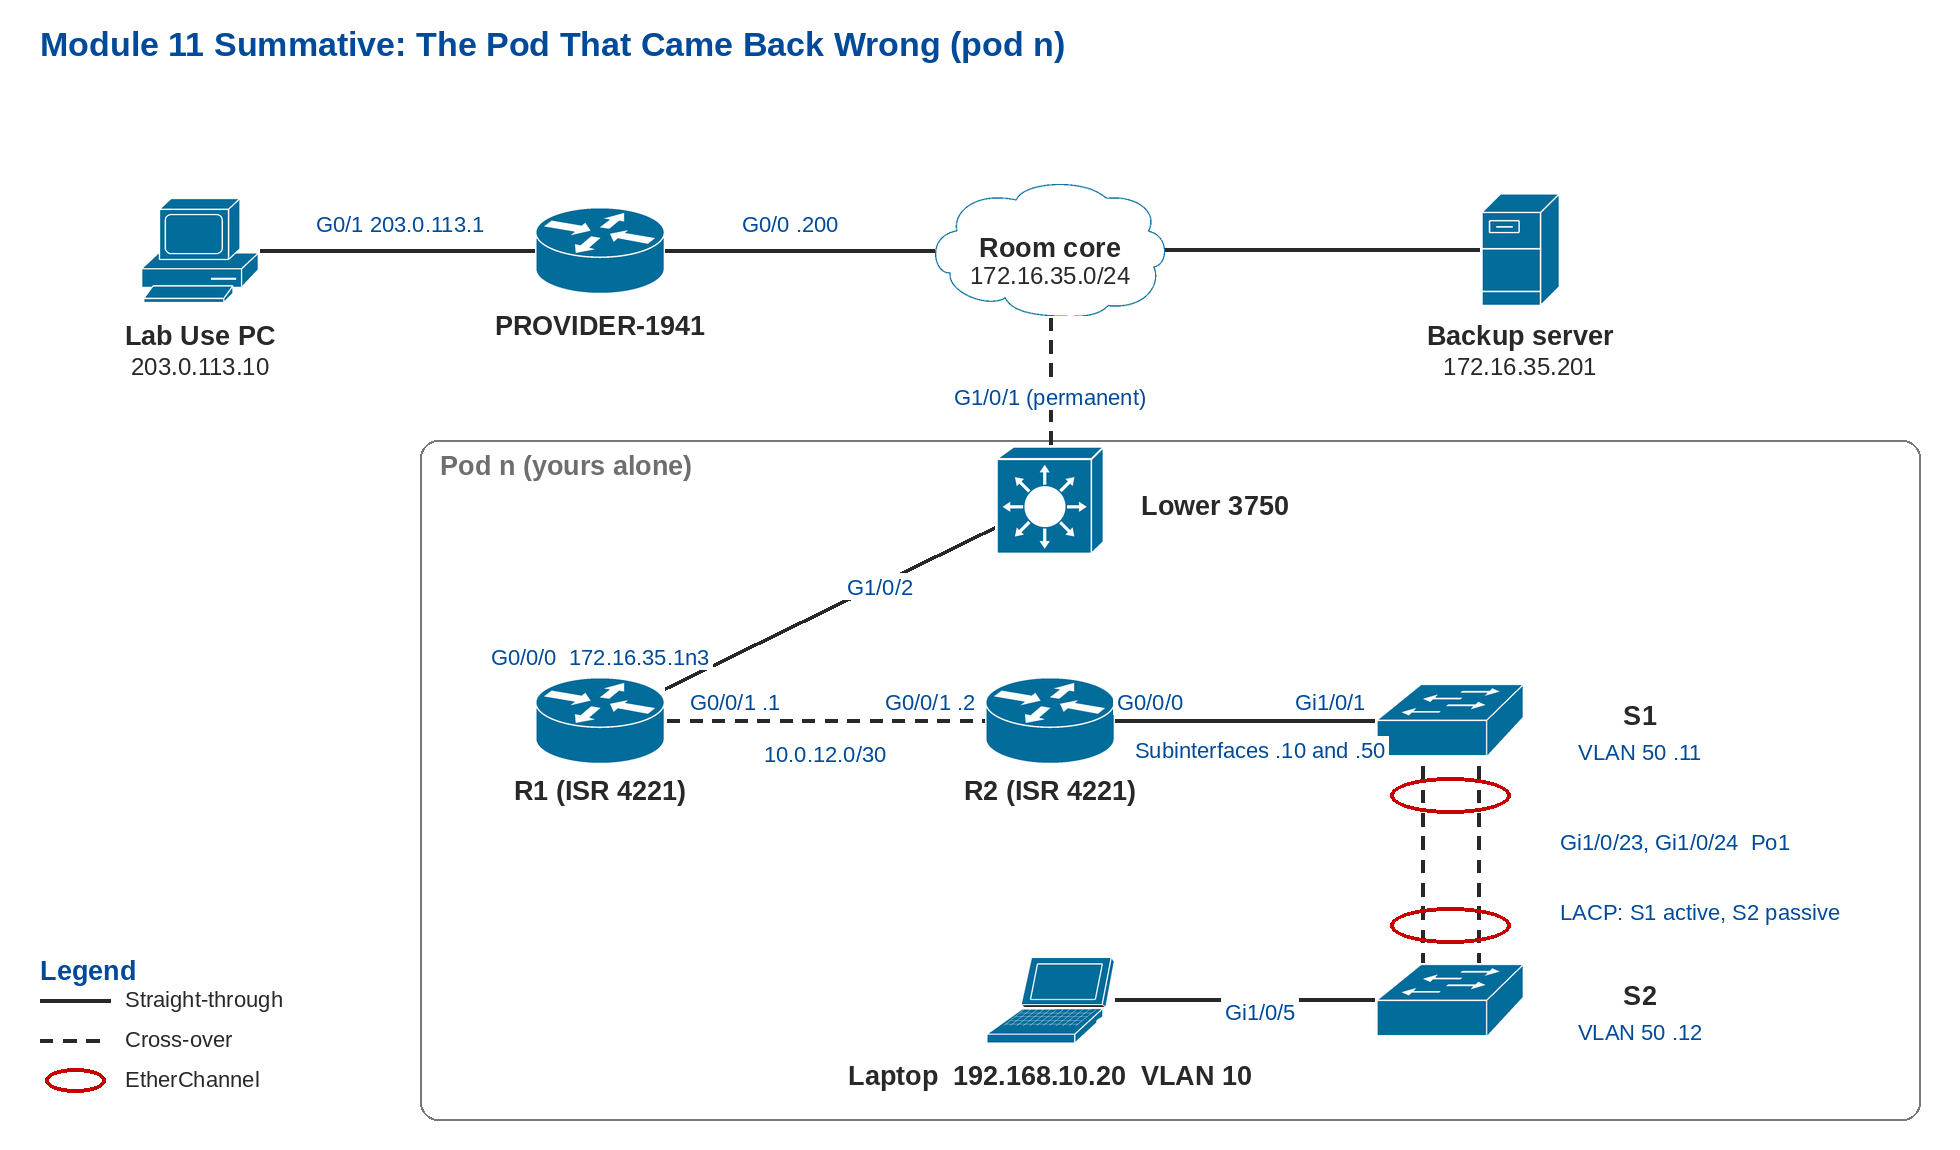 Module 11 Summative: The Pod That Came Back Wrong (pod n)
G0/1 203.0.113.1
G0/0 .200
Room core
172.16.35.0/24
Lab Use PC
203.0.113.10
PROVIDER-1941
Backup server
172.16.35.201
G1/0/1 (permanent)
Pod n (yours alone)
Lower 3750
G1/0/2
G0/0/0  172.16.35.1n3
G0/0/1 .1
G0/0/1 .2
G0/0/0
Gi1/0/1
10.0.12.0/30
Subinterfaces .10 and .50
S1
VLAN 50 .11
R1 (ISR 4221)
R2 (ISR 4221)
Gi1/0/23, Gi1/0/24  Po1
LACP: S1 active, S2 passive
S2
VLAN 50 .12
Gi1/0/5
Laptop  192.168.10.20  VLAN 10
Legend
Straight-through
Cross-over
EtherChannel